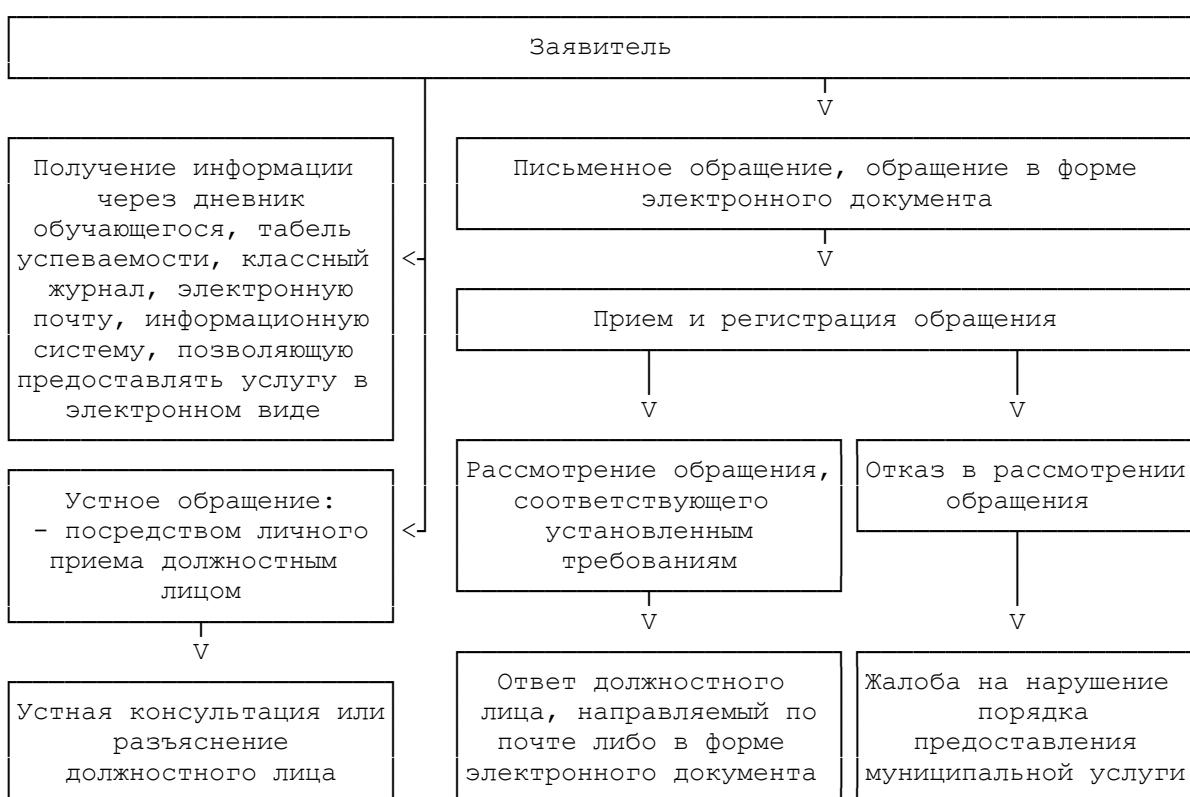 Заявитель
Получение информации
через дневник
обучающегося, табель
успеваемости, классный
журнал, электронную
почту, информационную
систему, позволяющую
предоставлять услугу в
электронном виде
Письменное обращение, обращение в форме
электронного документа
Прием и регистрация обращения
Устное обращение:
- посредством личного
приема должностным
лицом
Рассмотрение обращения,
соответствующего
установленным
требованиям
Отказ в рассмотрении
обращения
Устная консультация или
разъяснение
должностного лица
Ответ должностного
лица, направляемый по
почте либо в форме
электронного документа
Жалоба на нарушение
порядка
предоставления
муниципальной услуги